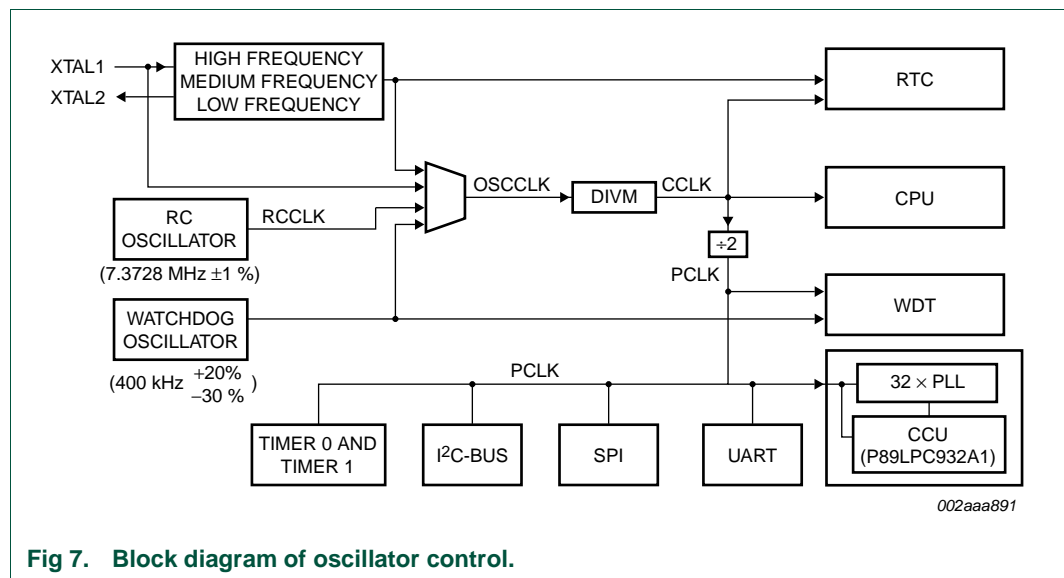 XTAL1
XTAL2
HIGH FREQUENCY
MEDIUM FREQUENCY
LOW FREQUENCY
RTC
OSCCLK
DIVM
CCLK
CPU
RC
OSCILLATOR
RCCLK
(7.3728 MHz ±1 %)
÷2
PCLK
WDT
WATCHDOG
OSCILLATOR
(400 kHz +20% −30 % )
PCLK
32 × PLL
CCU
(P89LPC932A1)
TIMER 0 AND
TIMER 1
I²C-BUS
SPI
UART
002aaa891
Fig 7. Block diagram of oscillator control.